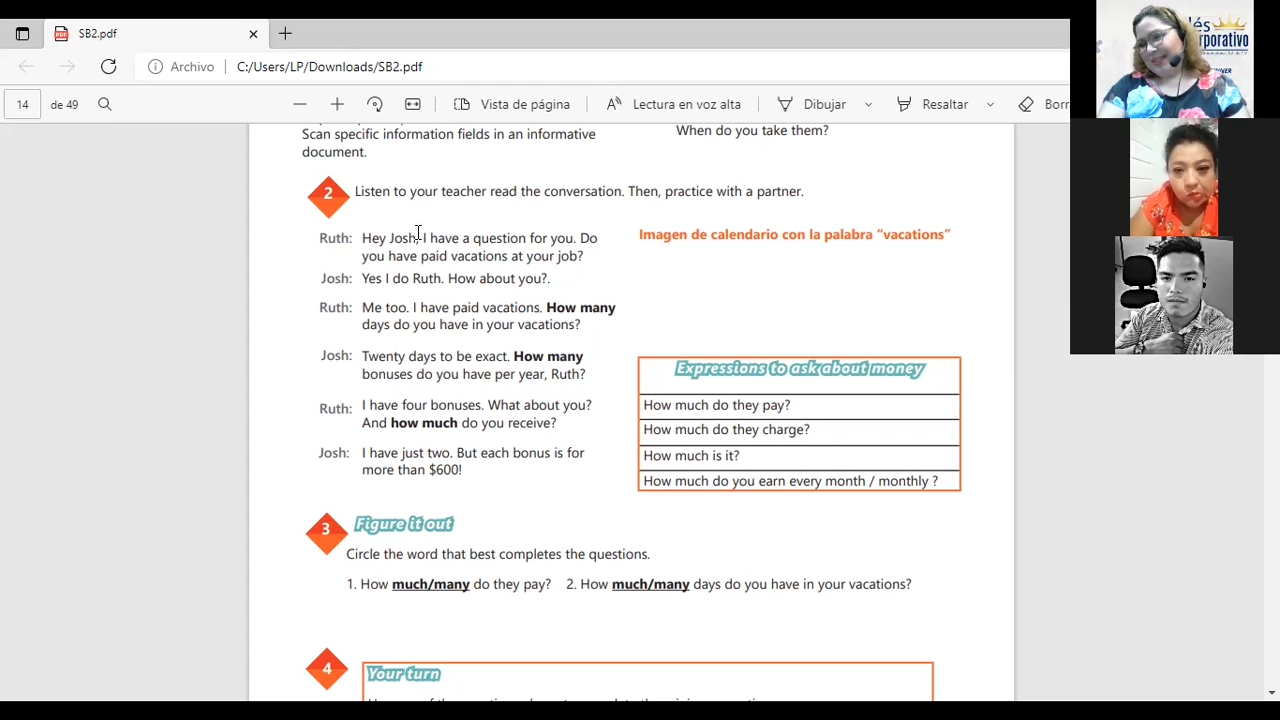 SB2.pdf
Archivo
C:/Users/LP/Downloads/SB2.pdf
14
de 49
Vista de página
Lectura en voz alta
Dibujar
Resaltar
Scan specific information fields in an informative
document.
When do you take them?
2
Listen to your teacher read the conversation. Then, practice with a partner.
Ruth: Hey Josh, I have a question for you. Do
you have paid vacations at your job?
Josh: Yes I do Ruth. How about you?.
Ruth: Me too. I have paid vacations. How many
days do you have in your vacations?
Josh: Twenty days to be exact. How many
bonuses do you have per year, Ruth?
Ruth: I have four bonuses. What about you?
And how much do you receive?
Josh: I have just two. But each bonus is for
more than $600!
Imagen de calendario con la palabra “vacations”
Expressions to ask about money
How much do they pay?
How much do they charge?
How much is it?
How much do you earn every month / monthly ?
3
Figure it out
Circle the word that best completes the questions.
1. How much/many do they pay? 2. How much/many days do you have in your vacations?
4
Your turn